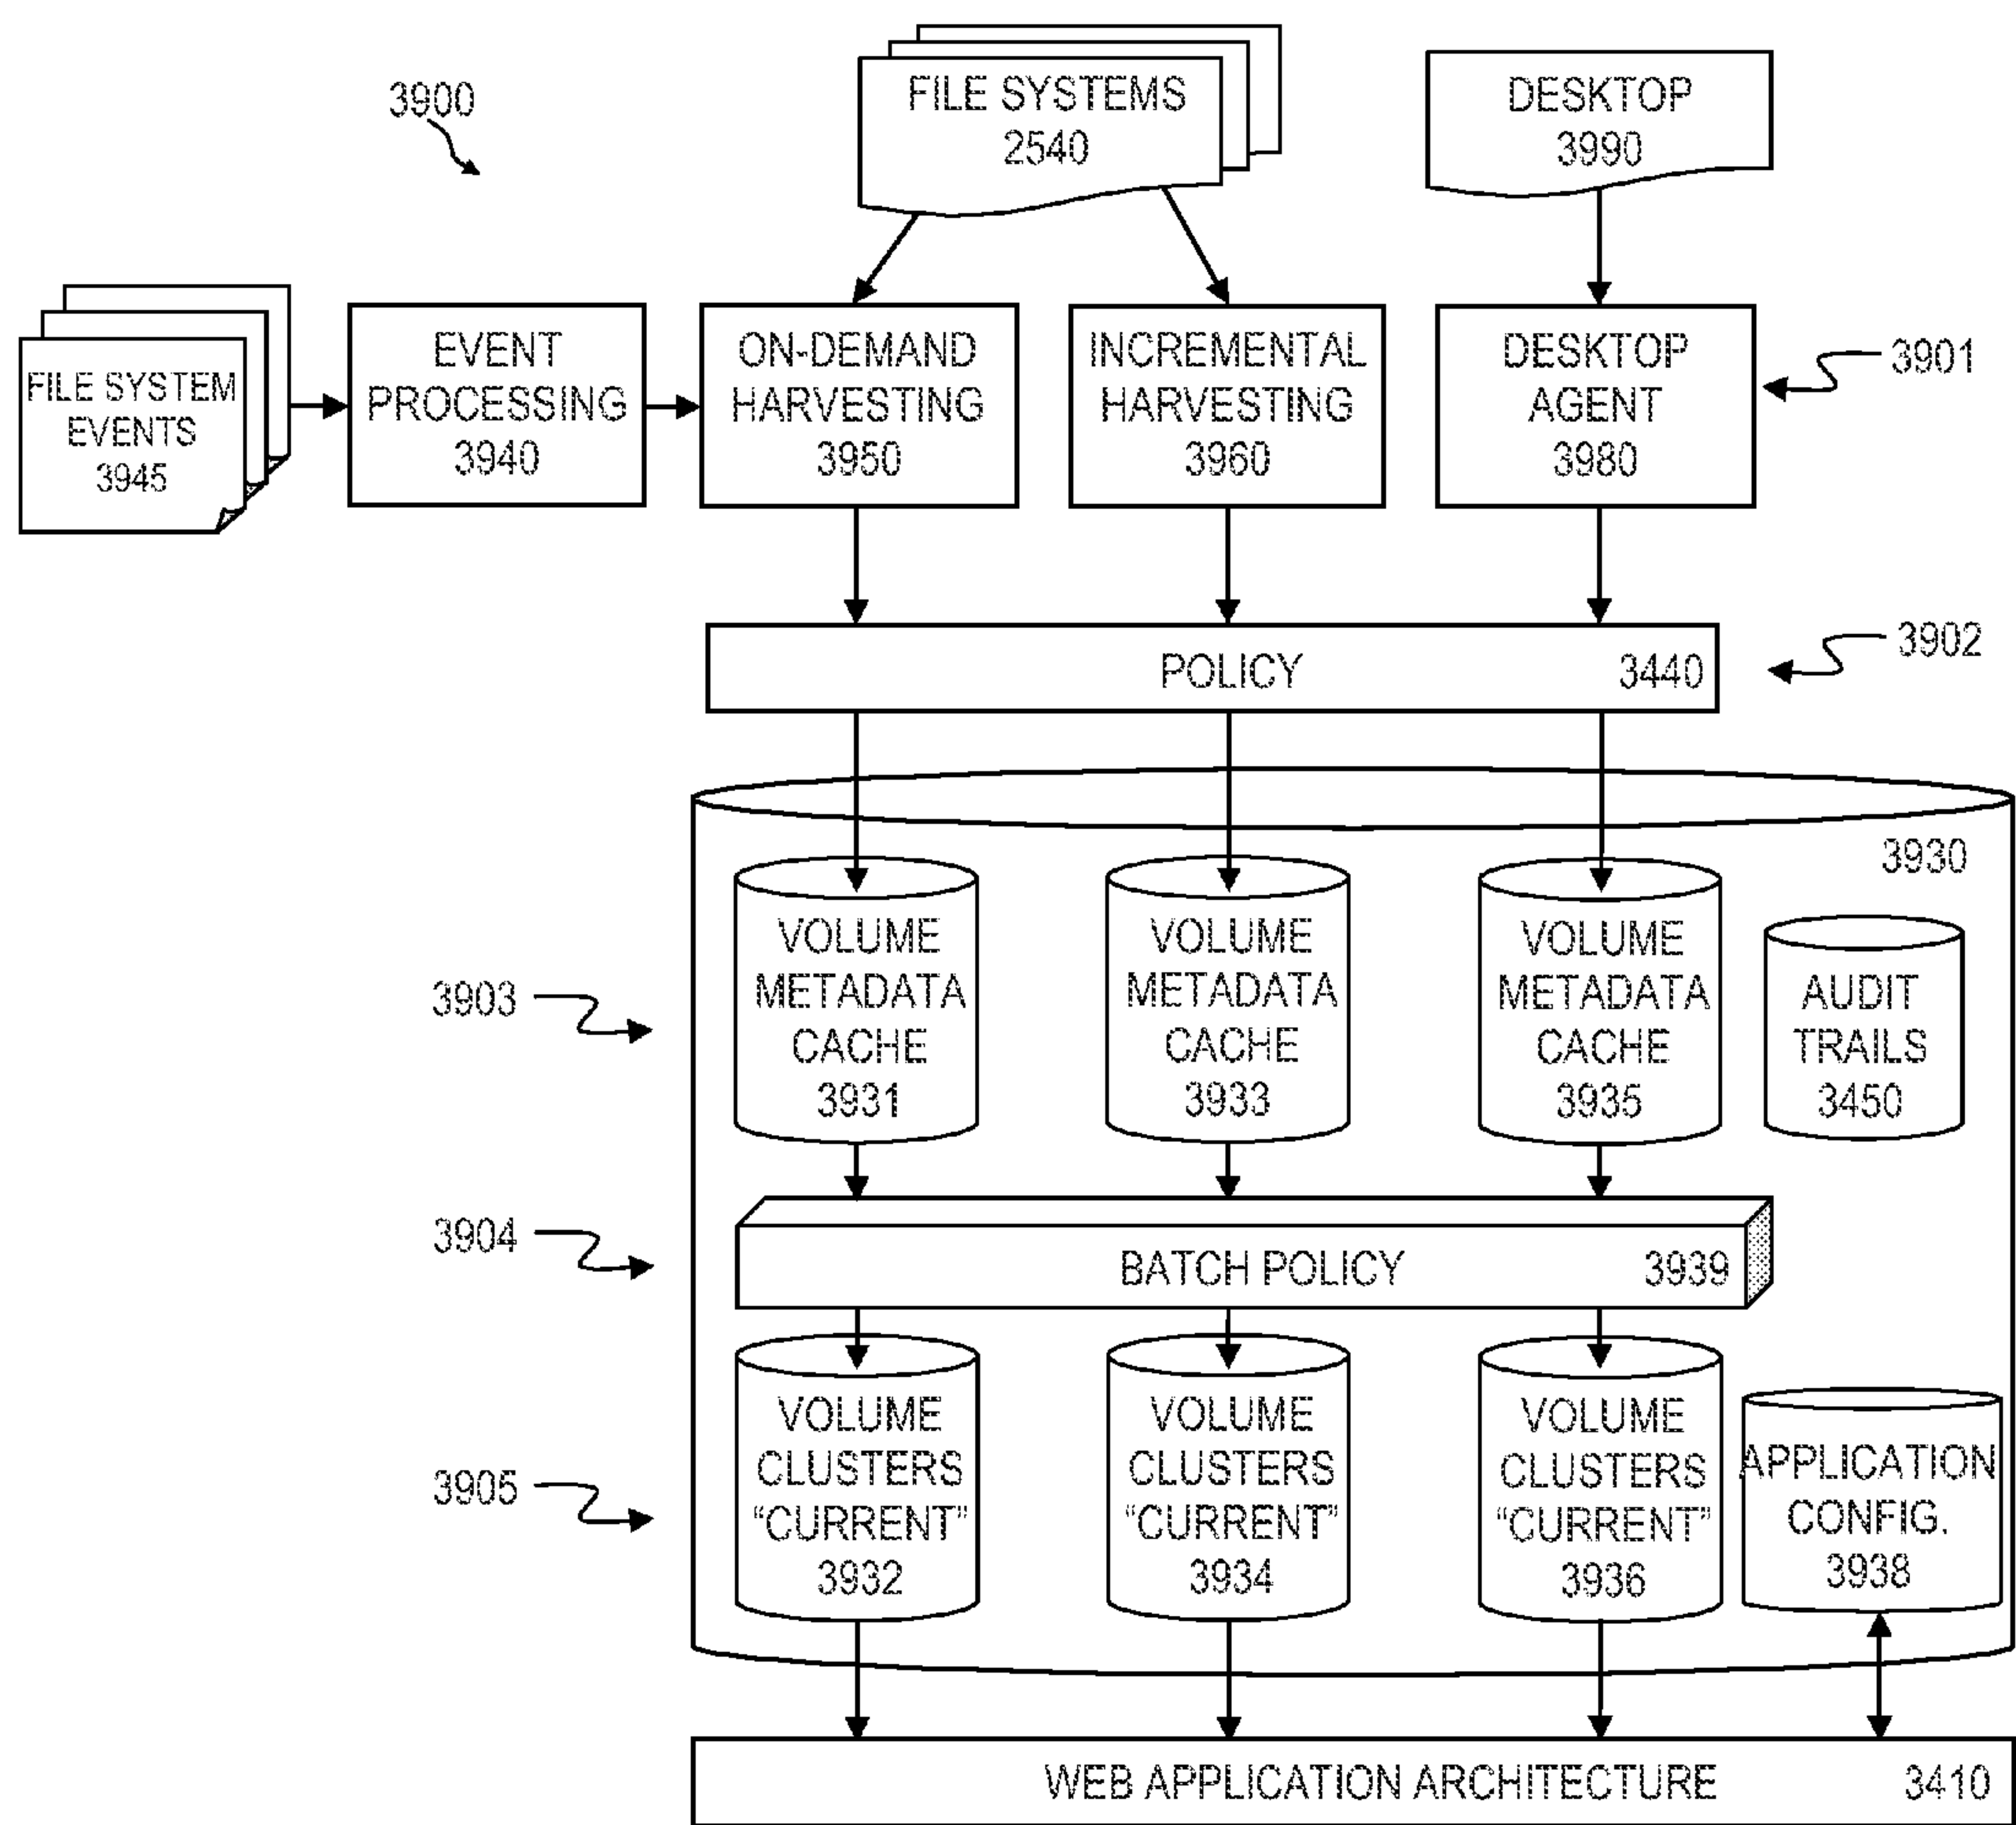 3900
FILE SYSTEMS
2540
DESKTOP
3990
FILE SYSTEM
EVENTS
3945
EVENT
PROCESSING
3940
ON-DEMAND
HARVESTING
3950
INCREMENTAL
HARVESTING
3960
DESKTOP
AGENT
3980
3901
POLICY 3440
3902
3930
3903
VOLUME
METADATA
CACHE
3931
VOLUME
METADATA
CACHE
3933
VOLUME
METADATA
CACHE
3935
AUDIT
TRAILS
3450
3904
BATCH POLICY 3939
3905
VOLUME
CLUSTERS
“CURRENT”
3932
VOLUME
CLUSTERS
“CURRENT”
3934
VOLUME
CLUSTERS
“CURRENT”
3936
APPLICATION
CONFIG.
3938
WEB APPLICATION ARCHITECTURE 3410